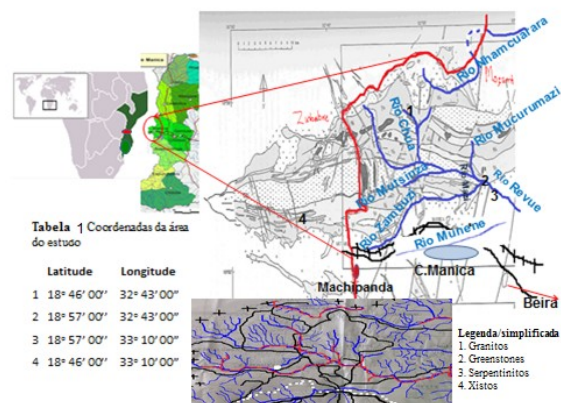 Manica
Rio Nhamcuarara
Rio Chua
Rio Mucurumazi
Zimbabwe
Rio Mursinza
Rio Zambuzi
Rio Revue
Rio Muhene
1
2
3
4
C.Manica
Machipanda
Beira
Tabela 1 Coordenadas da área
do estudo
Latitude Longitude
1 18º 46' 00'' 32º 43' 00''
2 18º 57' 00'' 32º 43' 00''
3 18º 57' 00'' 33º 10' 00''
4 18º 46' 00'' 33º 10' 00''
Legenda/simplificada
1. Granitos
2. Greenstones
3. Serpentinitos
4. Xistos